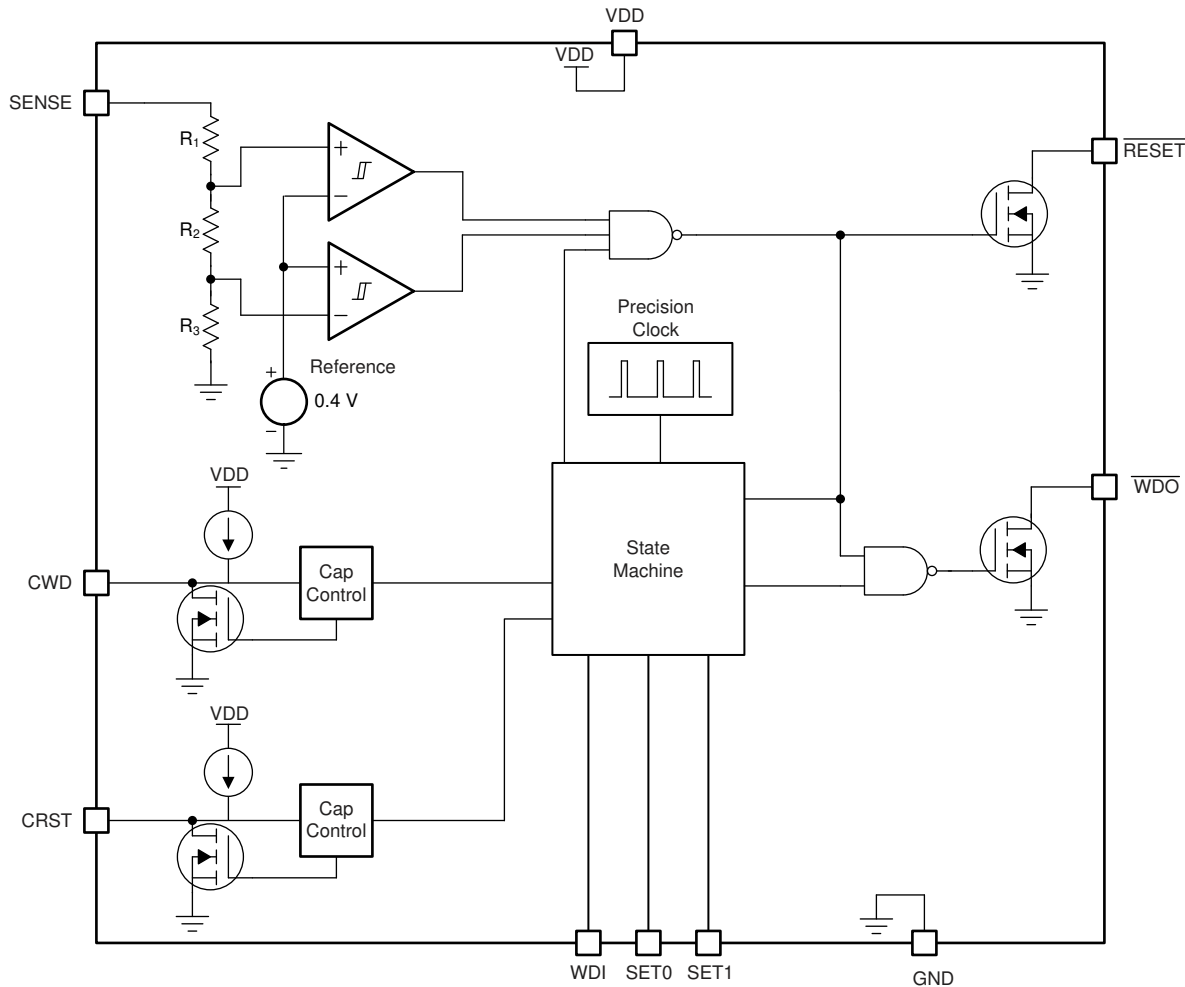 VDD
VDD
SENSE
R1
+
−
RESET
R2
+
−
R3
Precision
Clock
+
Reference
0.4 V
−
VDD
WDO
CWD
Cap
Control
State
Machine
VDD
CRST
Cap
Control
WDI
SET0
SET1
GND